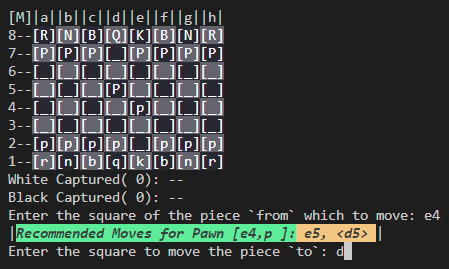 [M]|a||b||c||d||e||f||g||h|
8--[R][N][B][Q][K][B][N][R]
7--[P][P][P][_][P][P][P][P]
6--[_][_][_][_][_][_][_][_]
5--[_][_][_][P][_][_][_][_]
4--[_][_][_][_][p][_][_][_]
3--[_][_][_][_][_][_][_][_]
2--[p][p][p][p][_][p][p][p]
1--[r][n][b][q][k][b][n][r]
White Captured( 0): --
Black Captured( 0): --
Enter the square of the piece `from` which to move: e4
|Recommended Moves for Pawn [e4,p ]: e5, <d5> |
Enter the square to move the piece `to`: d